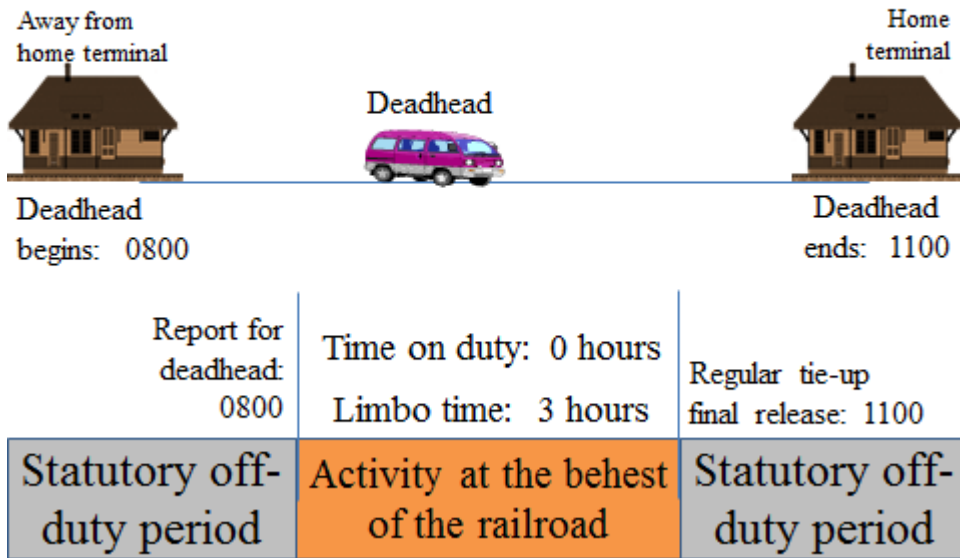 Away from
home terminal
Home
terminal
Deadhead
Deadhead
begins: 0800
Deadhead
ends: 1100
Report for
deadhead:
0800
Time on duty: 0 hours
Limbo time: 3 hours
Regular tie-up
final release: 1100
Statutory off-
duty period
Activity at the behest
of the railroad
Statutory off-
duty period